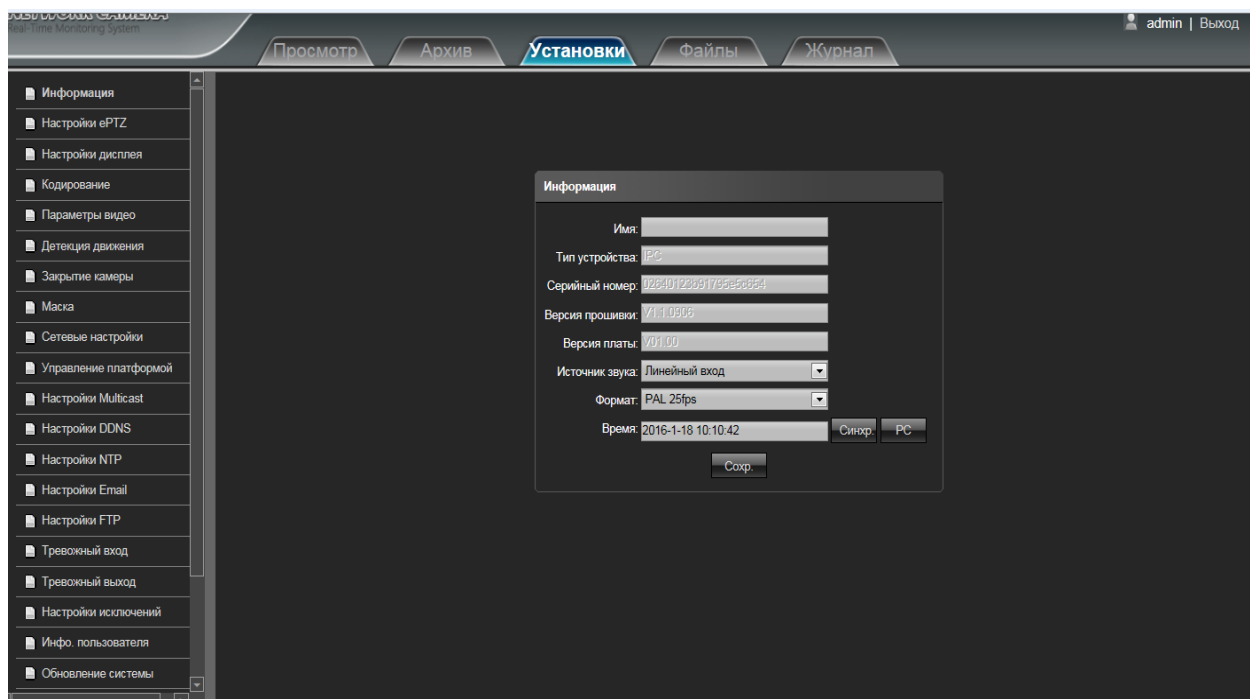 Real-Time Monitoring System
admin | Выход
Просмотр
Архив
Установки
Файлы
Журнал
Информация
Настройки ePTZ
Настройки дисплея
Кодирование
Параметры видео
Детекция движения
Закрытие камеры
Маска
Сетевые настройки
Управление платформой
Настройки Multicast
Настройки DDNS
Настройки NTP
Настройки Email
Настройки FTP
Тревожный вход
Тревожный выход
Настройки исключений
Инфо. пользователя
Обновление системы
Информация
Имя:
Тип устройства: IPC
Серийный номер:
Версия прошивки: V1.1.0806
Версия платы: V01.00
Источник звука: Линейный вход
Формат: PAL 25fps
Время: 2016-1-18 10:10:42 Синхр. PC
Сохр.